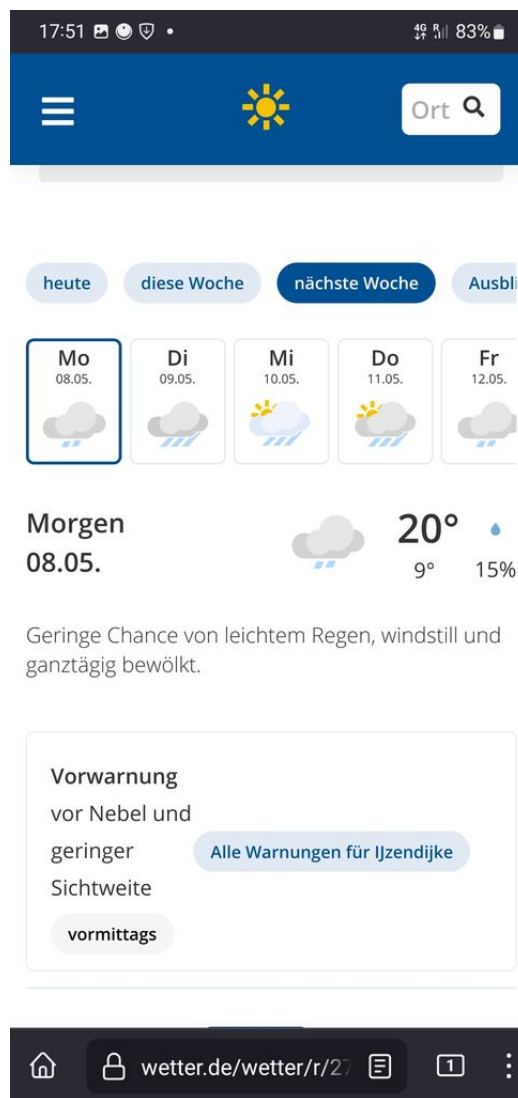 17:51
4G R 83%
Ort
heute diese Woche nächste Woche Ausbli
Mo Di Mi Do Fr
08.05. 09.05. 10.05. 11.05. 12.05.
Morgen 20°
08.05. 9° 15%
Geringe Chance von leichtem Regen, windstill und
ganztägig bewölkt.
Vorwarnung
vor Nebel und
geringer
Sichtweite
Alle Warnungen für IJzendijke
vormittags
wetter.de/wetter/r/27
1